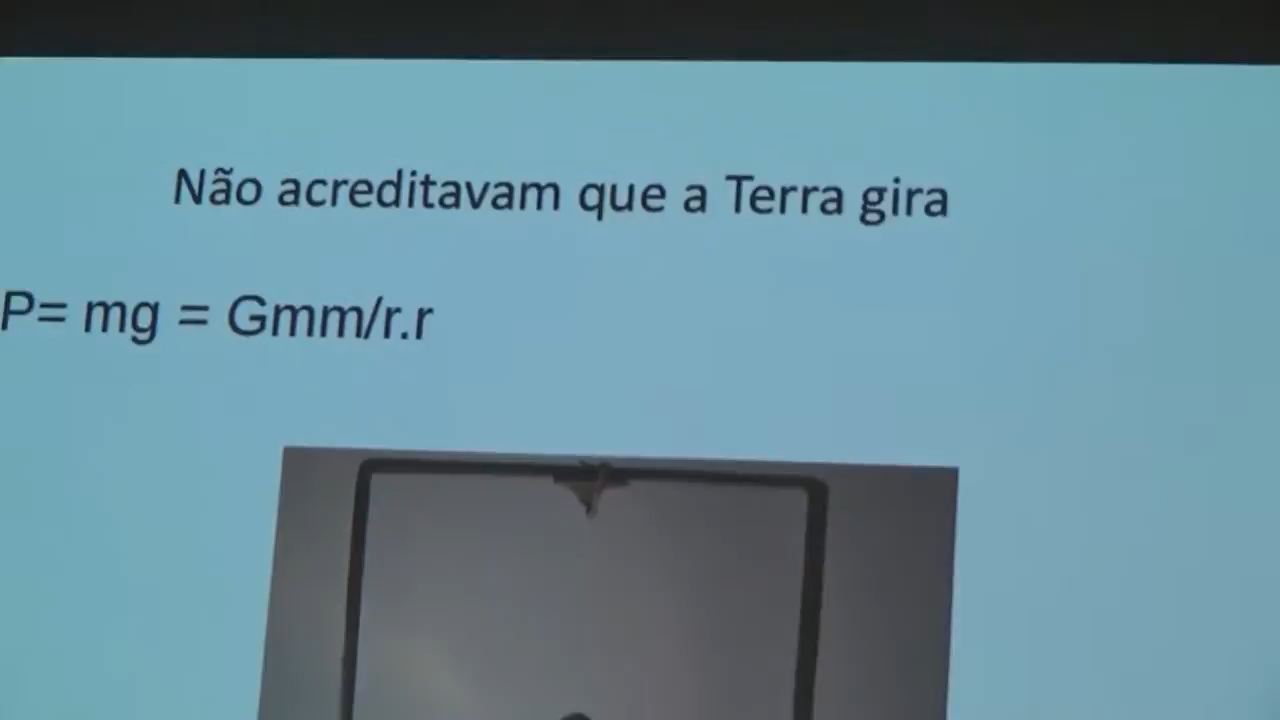 Não acreditavam que a Terra gira
P= mg = Gmm/r.r